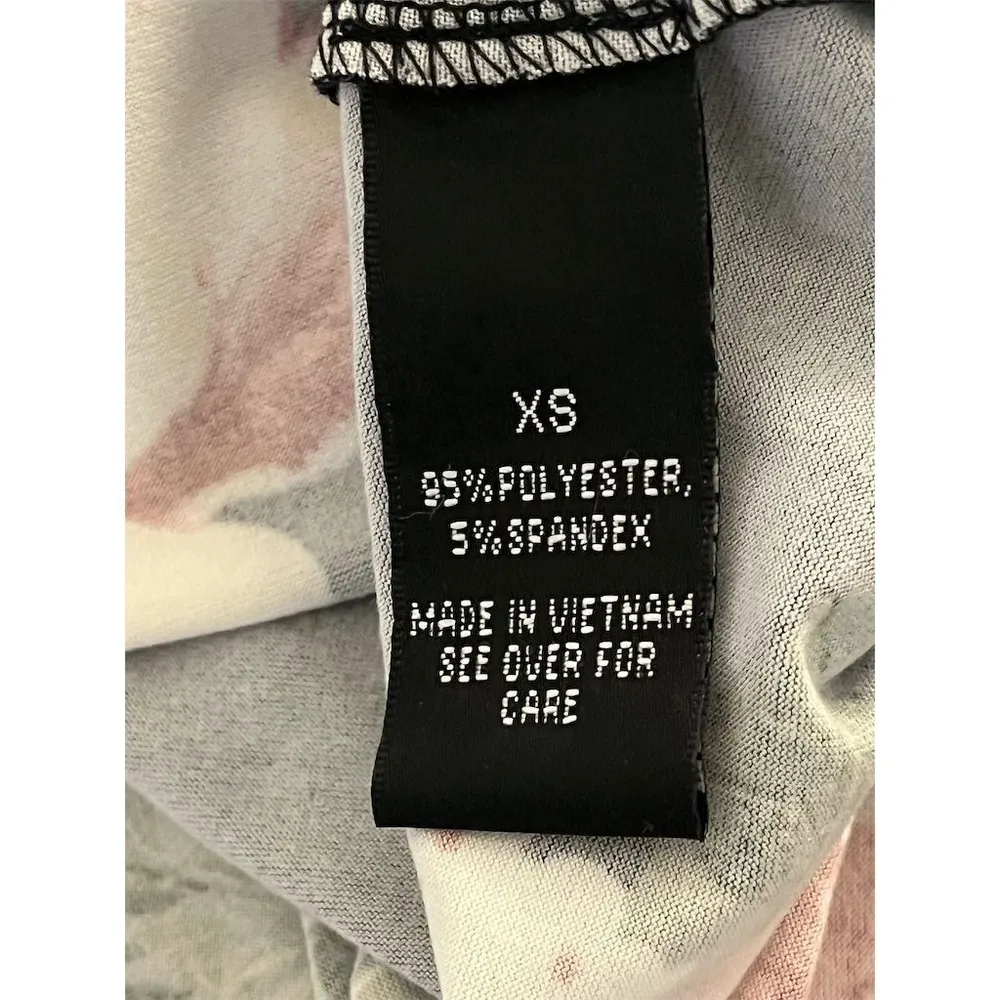 XS
95%POLYESTER,
5%SPANDEX
MADE IN VIETNAM
SEE OVER FOR
CARE